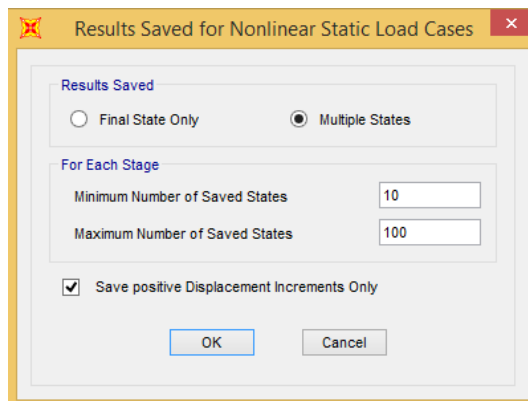 Results Saved for Nonlinear Static Load Cases
Results Saved
Final State Only Multiple States
For Each Stage
Minimum Number of Saved States 10
Maximum Number of Saved States 100
Save positive Displacement Increments Only
OK Cancel